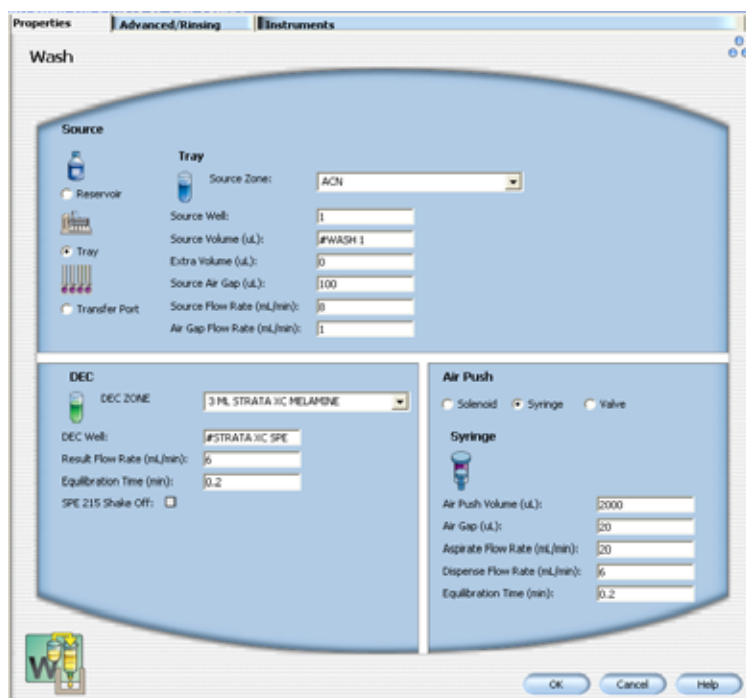 Properties
Advanced/Rinsing
Instruments
Wash
Source
Reservoir
Tray
Transfer Port
Tray
Source Zone: ACN
Source Well: 1
Source Volume (uL): #WASH 1
Extra Volume (uL): 0
Source Air Gap (uL): 100
Source Flow Rate (mL/min): 8
Air Gap Flow Rate (mL/min): 1
DEC
DEC ZONE 3 ML STRATA XC MELAMINE
DEC Well: #STRATA XC SPE
Result Flow Rate (mL/min): 6
Equilibration Time (min): 0.2
SPE 215 Shake Off:
Air Push
Solenoid Syringe Valve
Syringe
Air Push Volume (uL): 2000
Air Gap (uL): 20
Aspirate Flow Rate (mL/min): 20
Dispense Flow Rate (mL/min): 6
Equilibration Time (min): 0.2
W
OK Cancel Help